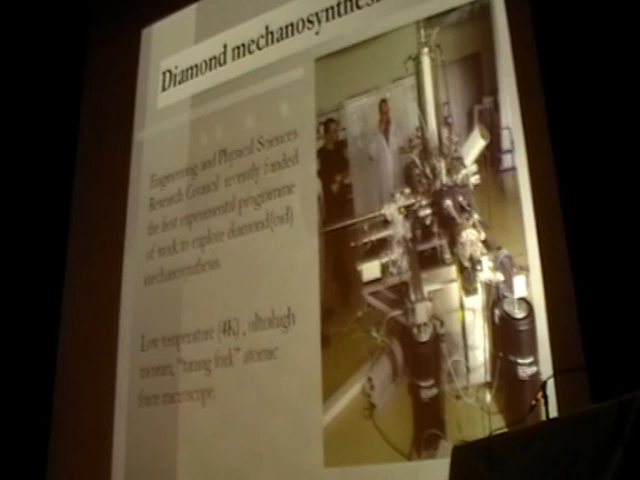 Diamond mechanosynthesis
Engineering and Physical Sciences
Research Council recently funded
the first experimental programme
of work to explore diamond(oid)
mechanosynthesis.
Low temperature (4K), ultrahigh
vacuum, "tuning fork" atomic
force microscope.